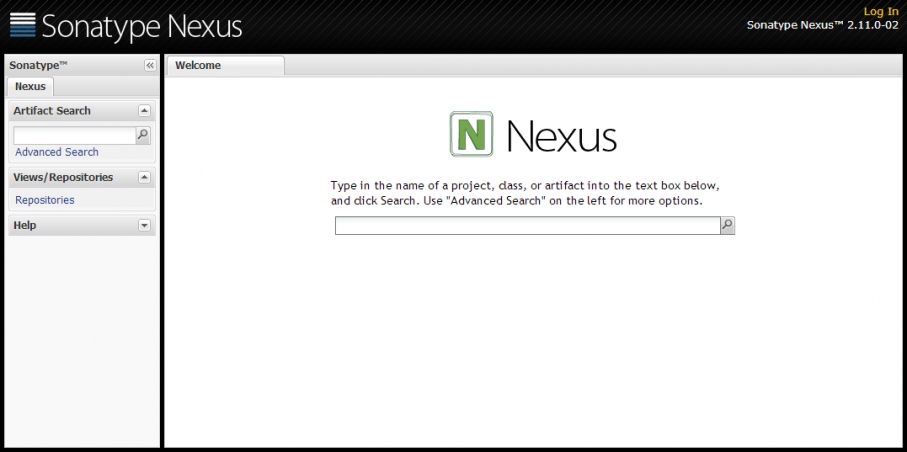 Sonatype Nexus
Log In
Sonatype Nexus™ 2.11.0-02
Sonatype™
Nexus
Artifact Search
Advanced Search
Views/Repositories
Repositories
Help
Welcome
N Nexus
Type in the name of a project, class, or artifact into the text box below,
and click Search. Use "Advanced Search" on the left for more options.